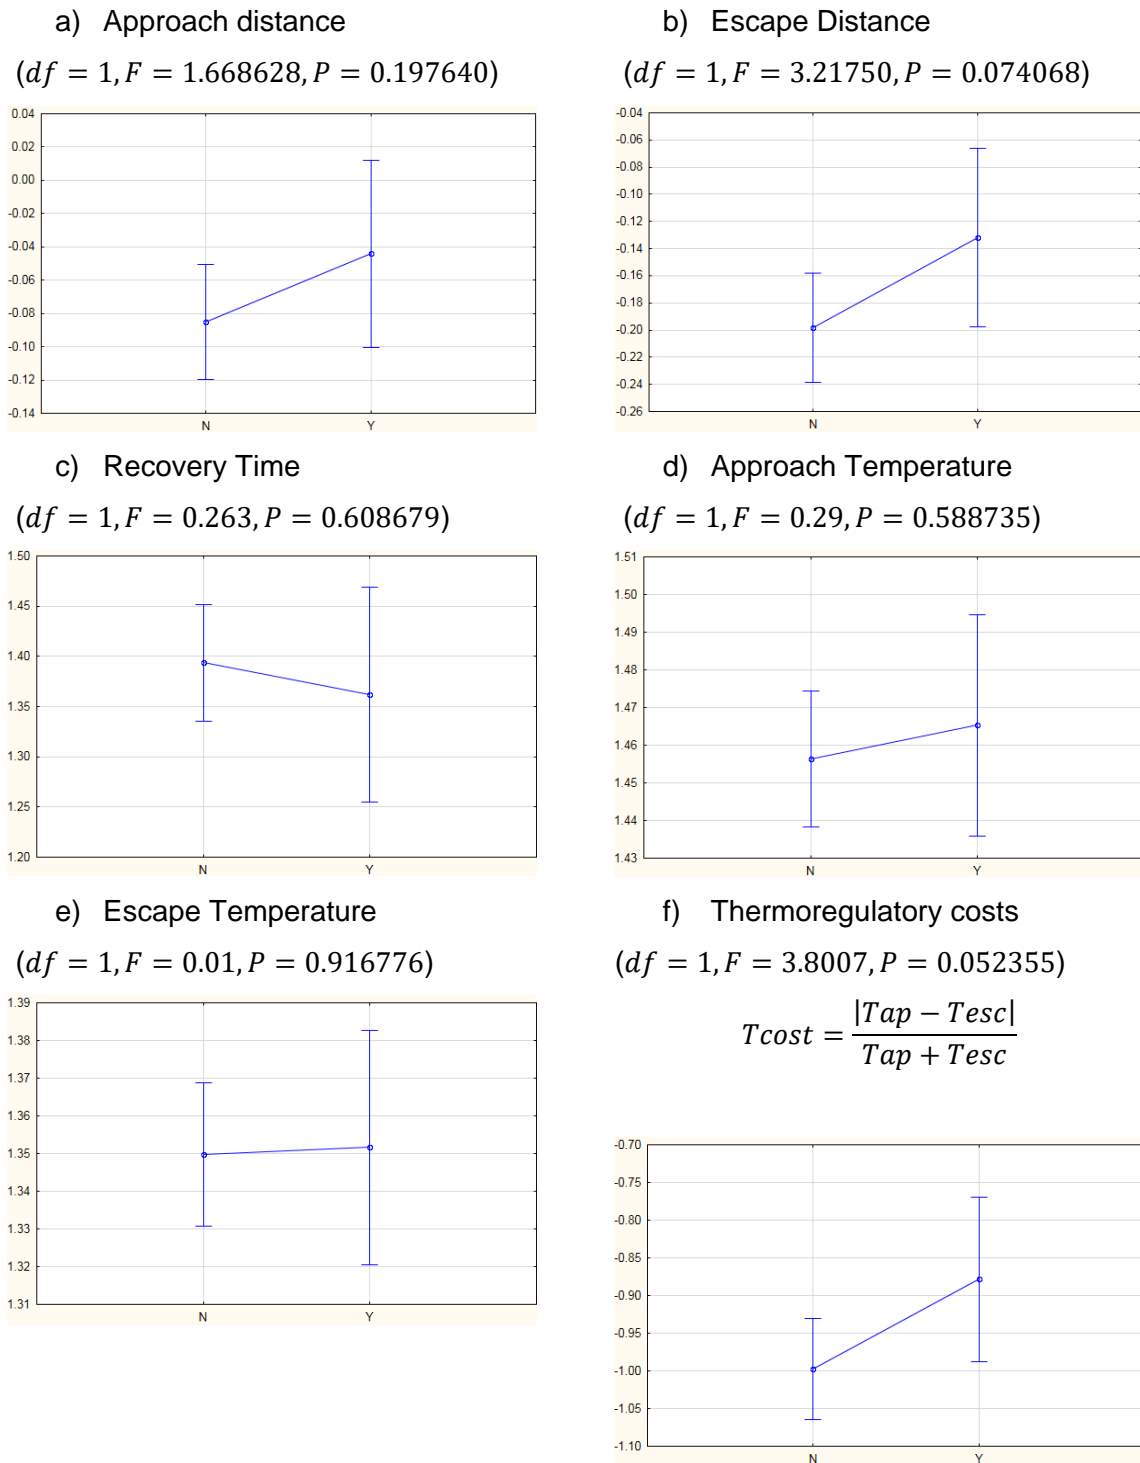 a) Approach distance
(df = 1, F = 1.668628, P = 0.197640)
0.04
0.02
0.00
-0.02
-0.04
-0.06
-0.08
-0.10
-0.12
-0.14
N Y
b) Escape Distance
(df = 1, F = 3.21750, P = 0.074068)
-0.04
-0.06
-0.08
-0.10
-0.12
-0.14
-0.16
-0.18
-0.20
-0.22
-0.24
-0.26
N Y
c) Recovery Time
(df = 1, F = 0.263, P = 0.608679)
1.50
1.45
1.40
1.35
1.30
1.25
1.20
N Y
d) Approach Temperature
(df = 1, F = 0.29, P = 0.588735)
1.51
1.50
1.49
1.48
1.47
1.46
1.45
1.44
1.43
N Y
e) Escape Temperature
(df = 1, F = 0.01, P = 0.916776)
1.39
1.38
1.37
1.36
1.35
1.34
1.33
1.32
1.31
N Y
f) Thermoregulatory costs
(df = 1, F = 3.8007, P = 0.052355)
Tcost = |Tap − Tesc| / Tap + Tesc
-0.70
-0.75
-0.80
-0.85
-0.90
-0.95
-1.00
-1.05
-1.10
N Y